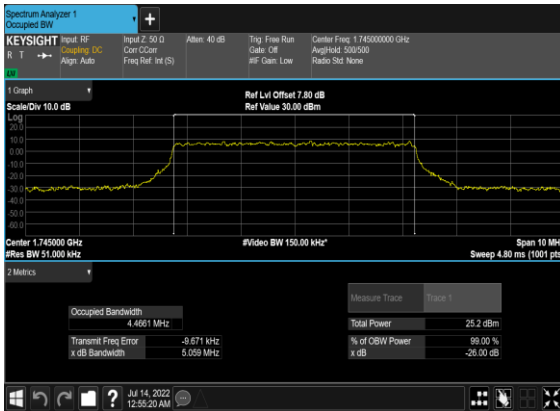 Spectrum Analyzer 1
Occupied BW
KEYSIGHT
R T
Input: RF
Coupling: DC
Align: Auto
Input Z: 50 Ω
Corr CCorr
Freq Ref: Int (S)
Atten: 40 dB
Trig: Free Run
Gate: Off
#IF Gain: Low
Center Freq: 1.745000000 GHz
Avg|Hold: 500/500
Radio Std: None
1 Graph
Scale/Div 10.0 dB
Ref Lvl Offset 7.80 dB
Ref Value 30.00 dBm
Log
20.0
10.0
0.00
-10.0
-20.0
-30.0
-40.0
-50.0
-60.0
Center 1.745000 GHz
#Video BW 150.00 kHz*
Span 10 MH
#Res BW 51.000 kHz
Sweep 4.80 ms (1001 pts
2 Metrics
Measure Trace
Trace 1
Occupied Bandwidth
4.4661 MHz
Total Power
25.2 dBm
Transmit Freq Error
-9.671 kHz
% of OBW Power
99.00 %
x dB Bandwidth
5.059 MHz
x dB
-26.00 dB
Jul 14, 2022
12:55:20 AM